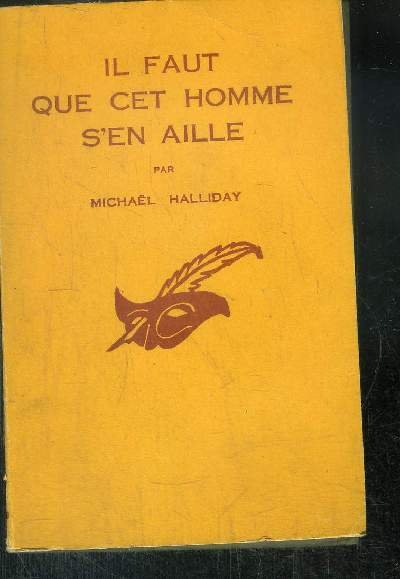 IL FAUT
QUE CET HOMME
S'EN AILLE
PAR
MICHAËL HALLIDAY